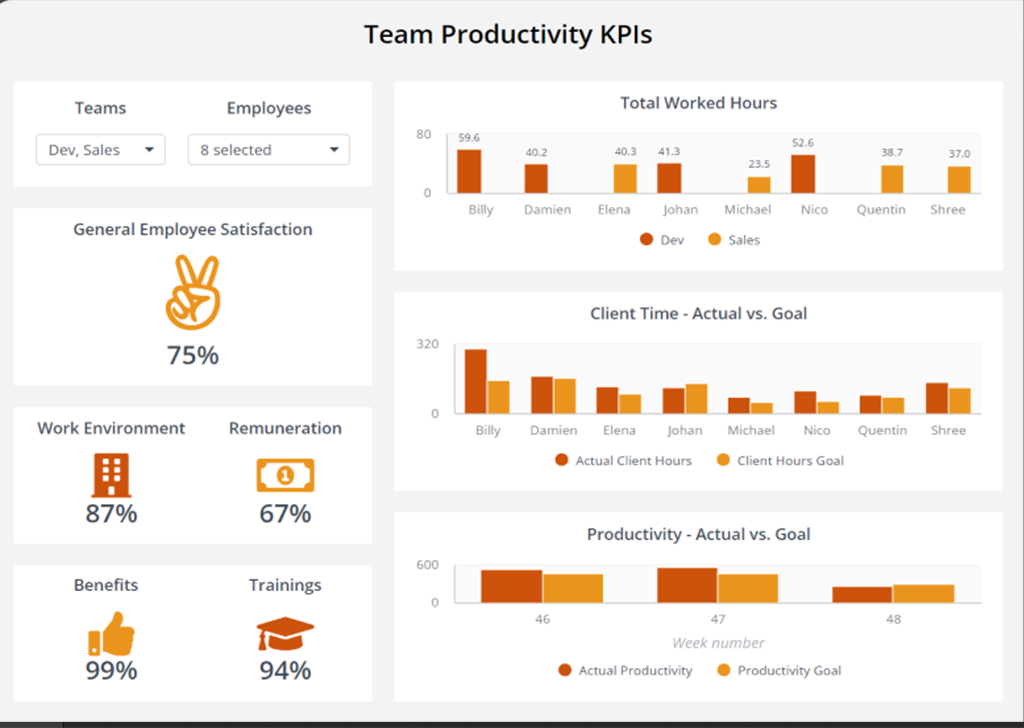 Team Productivity KPIs
Teams Employees
Dev, Sales 8 selected
General Employee Satisfaction
75%
Work Environment Remuneration
1
87% 67%
Benefits Trainings
99% 94%
Total Worked Hours
80
0
59.6 40.2 40.3 41.3 23.5 52.6 38.7 37.0
Billy Damien Elena Johan Michael Nico Quentin Shree
Dev Sales
Client Time - Actual vs. Goal
320
0
Billy Damien Elena Johan Michael Nico Quentin Shree
Actual Client Hours Client Hours Goal
Productivity - Actual vs. Goal
600
0
46 47 48
Week number
Actual Productivity Productivity Goal